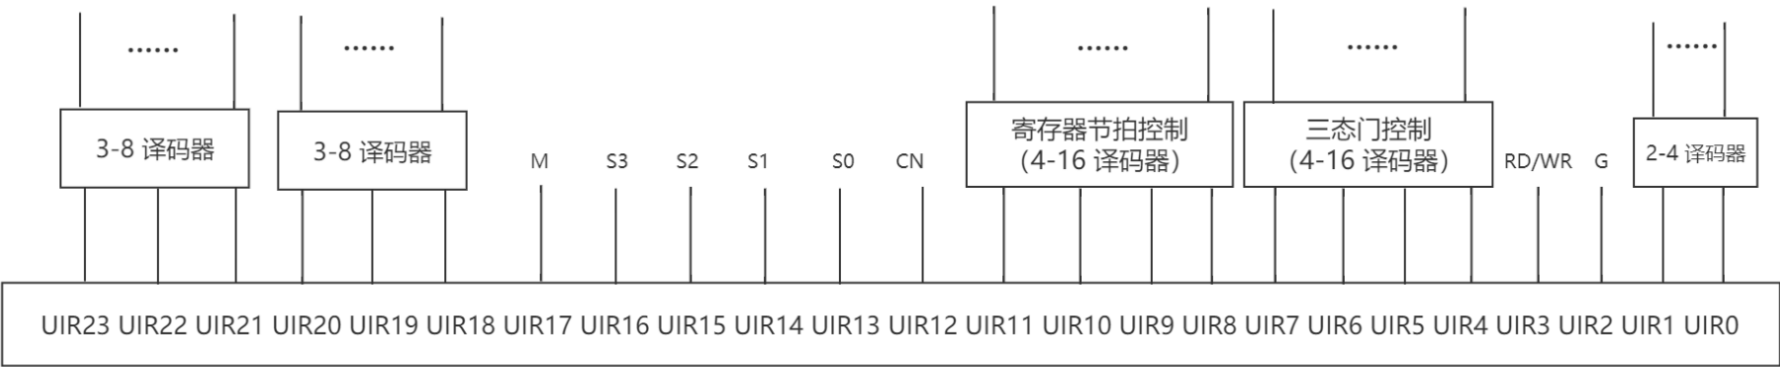 ······ ······ ······ ······ ······
3-8 译码器
3-8 译码器
M S3 S2 S1 S0 CN
寄存器节拍控制
（4-16 译码器）
三态门控制
（4-16 译码器）
RD/WR G
2-4 译码器
UIR23 UIR22 UIR21 UIR20 UIR19 UIR18 UIR17 UIR16 UIR15 UIR14 UIR13 UIR12 UIR11 UIR10 UIR9 UIR8 UIR7 UIR6 UIR5 UIR4 UIR3 UIR2 UIR1 UIR0